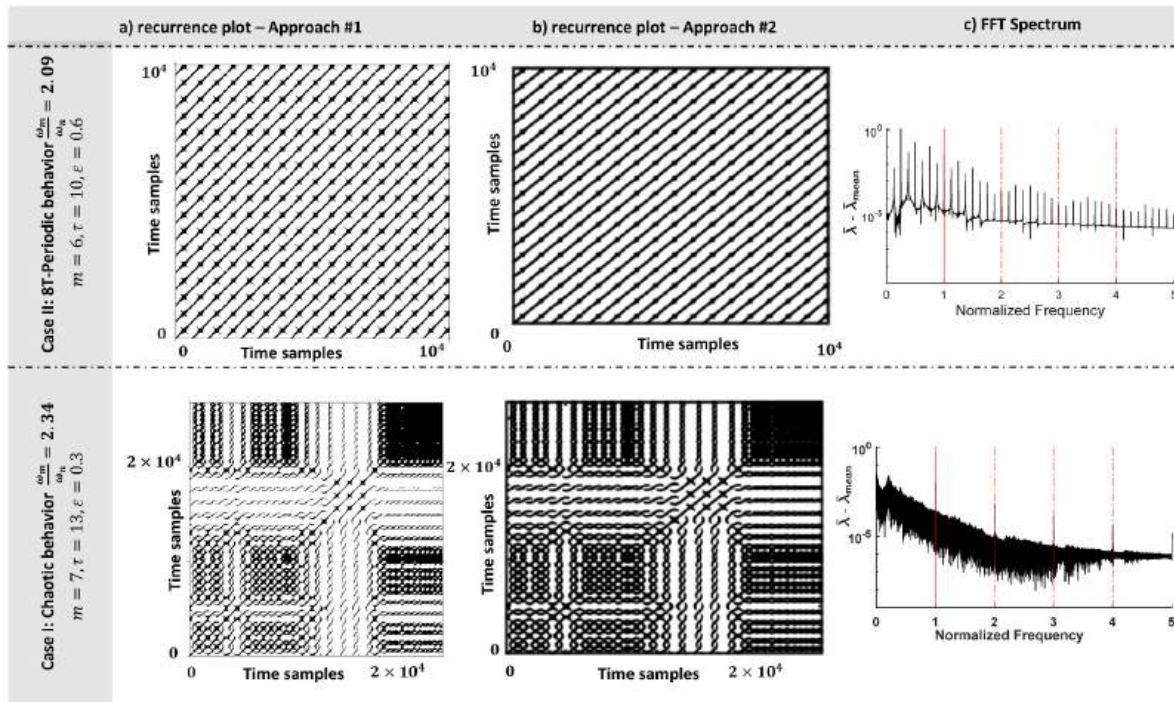 a) recurrence plot – Approach #1
b) recurrence plot – Approach #2
c) FFT Spectrum
Case II: 8T-Periodic behavior ωm/ωn = 2.09
m = 6, τ = 10, ε = 0.6
10⁴
Time samples
0
0
Time samples
10⁴
10⁴
Time samples
0
0
Time samples
10⁴
10⁰
10⁻⁵
λ̄ - λ̄mean
0 1 2 3 4 5
Normalized Frequency
Case I: Chaotic behavior ωm/ωn = 2.34
m = 7, τ = 13, ε = 0.3
2 × 10⁴
Time samples
0
0
Time samples
2 × 10⁴
2 × 10⁴
Time samples
0
0
Time samples
2 × 10⁴
10⁰
10⁻⁵
λ̄ - λ̄mean
0 1 2 3 4 5
Normalized Frequency